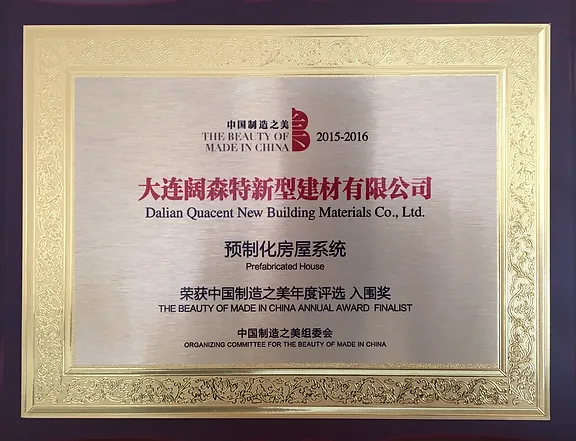 中国制造之美
THE BEAUTY OF
MADE IN CHINA
2015-2016
大连阔森特新型建材有限公司
Dalian Quacent New Building Materials Co., Ltd.
预制化房屋系统
Prefabricated House
荣获中国制造之美年度评选 入围奖
THE BEAUTY OF MADE IN CHINA ANNUAL AWARD FINALIST
中国制造之美组委会
ORGANIZING COMMITTEE FOR THE BEAUTY OF MADE IN CHINA